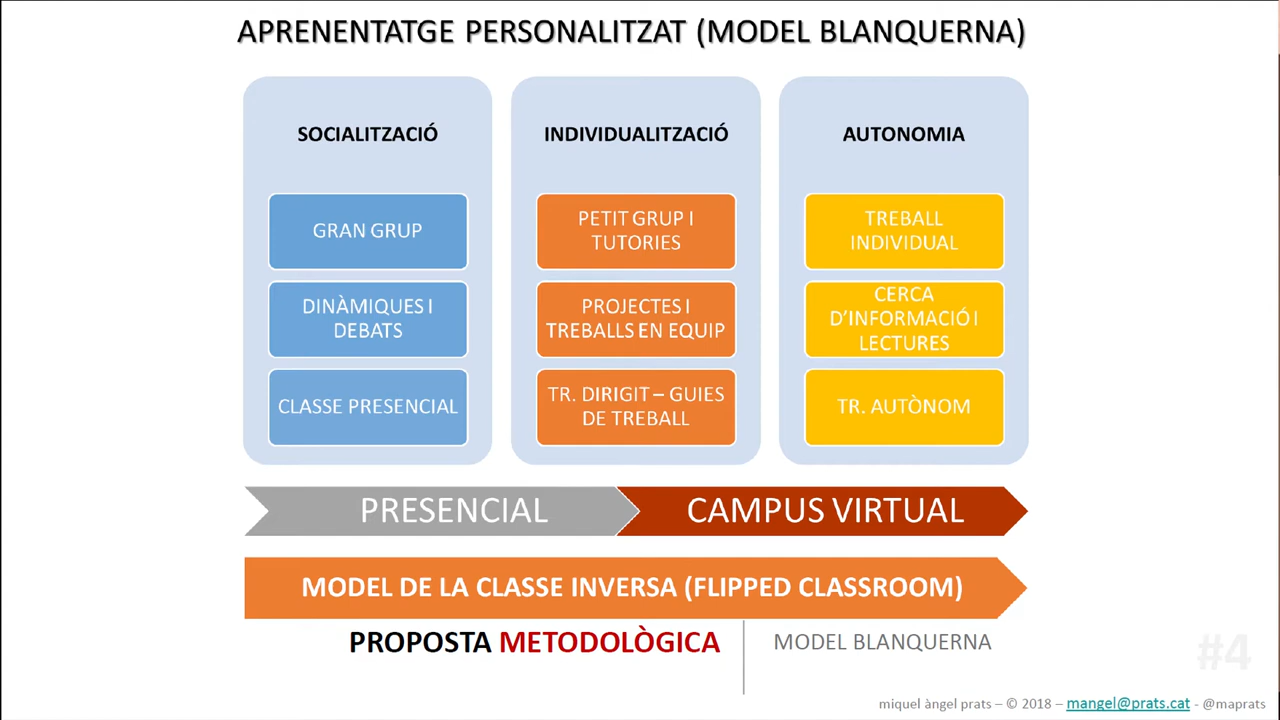 APRENENTATGE PERSONALITZAT (MODEL BLANQUERNA)
SOCIALITZACIÓ
GRAN GRUP
DINÀMIQUES I
DEBATS
CLASSE PRESENCIAL
INDIVIDUALITZACIÓ
PETIT GRUP I
TUTORIES
PROJECTES I
TREBALLS EN EQUIP
TR. DIRIGIT – GUIES
DE TREBALL
AUTONOMIA
TREBALL
INDIVIDUAL
CERCA
D'INFORMACIÓ I
LECTURES
TR. AUTÒNOM
PRESENCIAL
CAMPUS VIRTUAL
MODEL DE LA CLASSE INVERSA (FLIPPED CLASSROOM)
PROPOSTA METODOLÒGICA
MODEL BLANQUERNA
#4
miquel àngel prats – © 2018 – mangel@prats.cat - @maprats